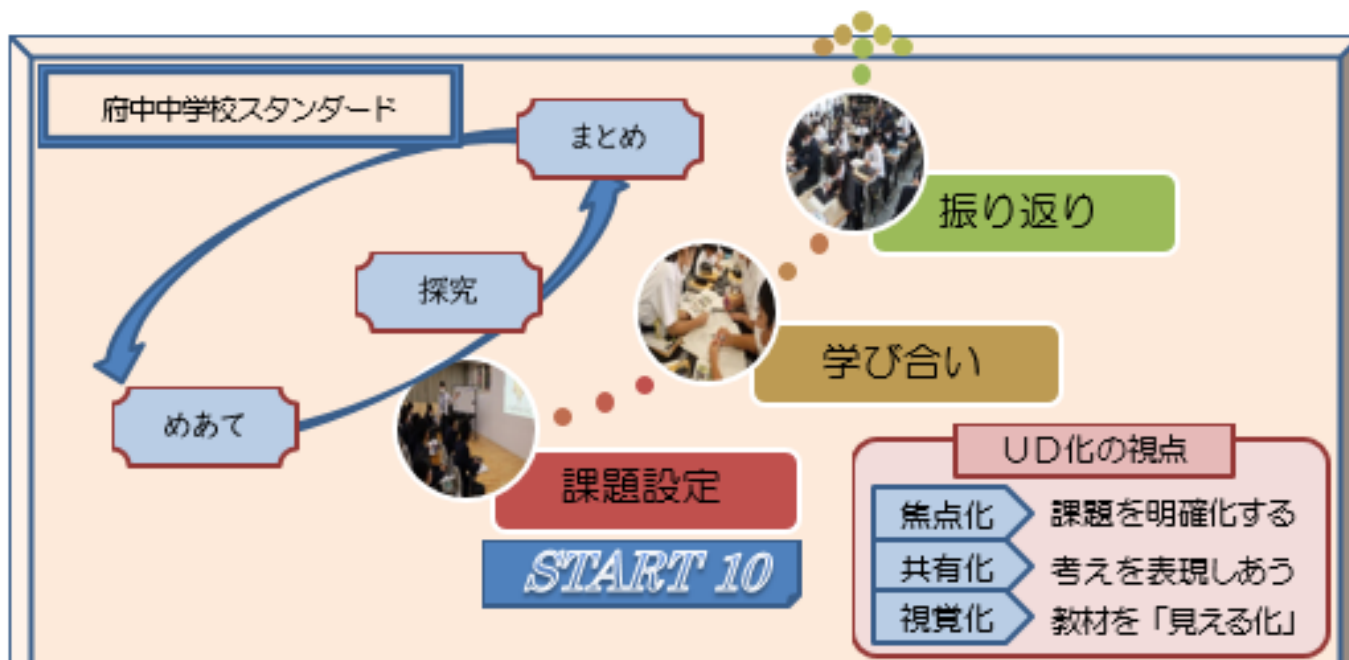 府中中学校スタンダード
まとめ
探究
めあて
振り返り
学び合い
課題設定
START 10
UD化の視点
焦点化 課題を明確化する
共有化 考えを表現しあう
視覚化 教材を「見える化」